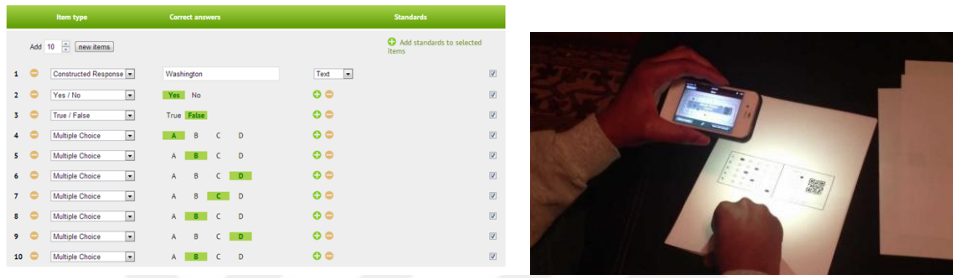 Item type Correct answers Standards
Add 10 new items
Add standards to selected
items
1 Constructed Response Washington Text
2 Yes / No Yes No
3 True / False True False
4 Multiple Choice A B C D
5 Multiple Choice A B C D
6 Multiple Choice A B C D
7 Multiple Choice A B C D
8 Multiple Choice A B C D
9 Multiple Choice A B C D
10 Multiple Choice A B C D